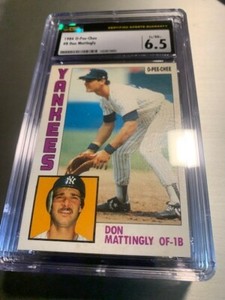 1984 O-Pee-Chee
#8 Don Mattingly
6.5
O-PEE-CHEE
YANKEES
DON
MATTINGLY OF-1B